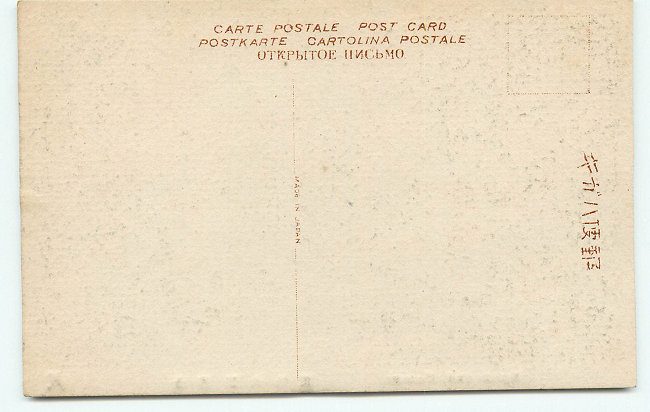 CARTE POSTALE POST CARD
POSTKARTE CARTOLINA POSTALE
ОТКРЫТОЕ ПИСЬМО
MADE IN JAPAN
郵便ハガキ